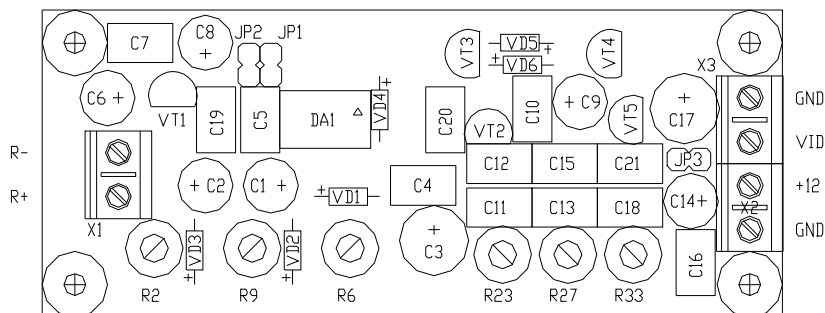 C7
C8
+
JP2
JP1
VT3
VD5
+
+
VD6
VT4
X3
C6 +
VT1
C19
C5
DA1
VD4
+
C20
VT2
C10
+ C9
VT5
+
C17
GND
VID
R-
R+
X1
+ C2
C1 +
+
VD1
C4
C12
C15
C21
JP3
C11
C13
C18
C14+
X2
+12
GND
VD3
+
VD2
+
+
C3
C16
R2
R9
R6
R23
R27
R33